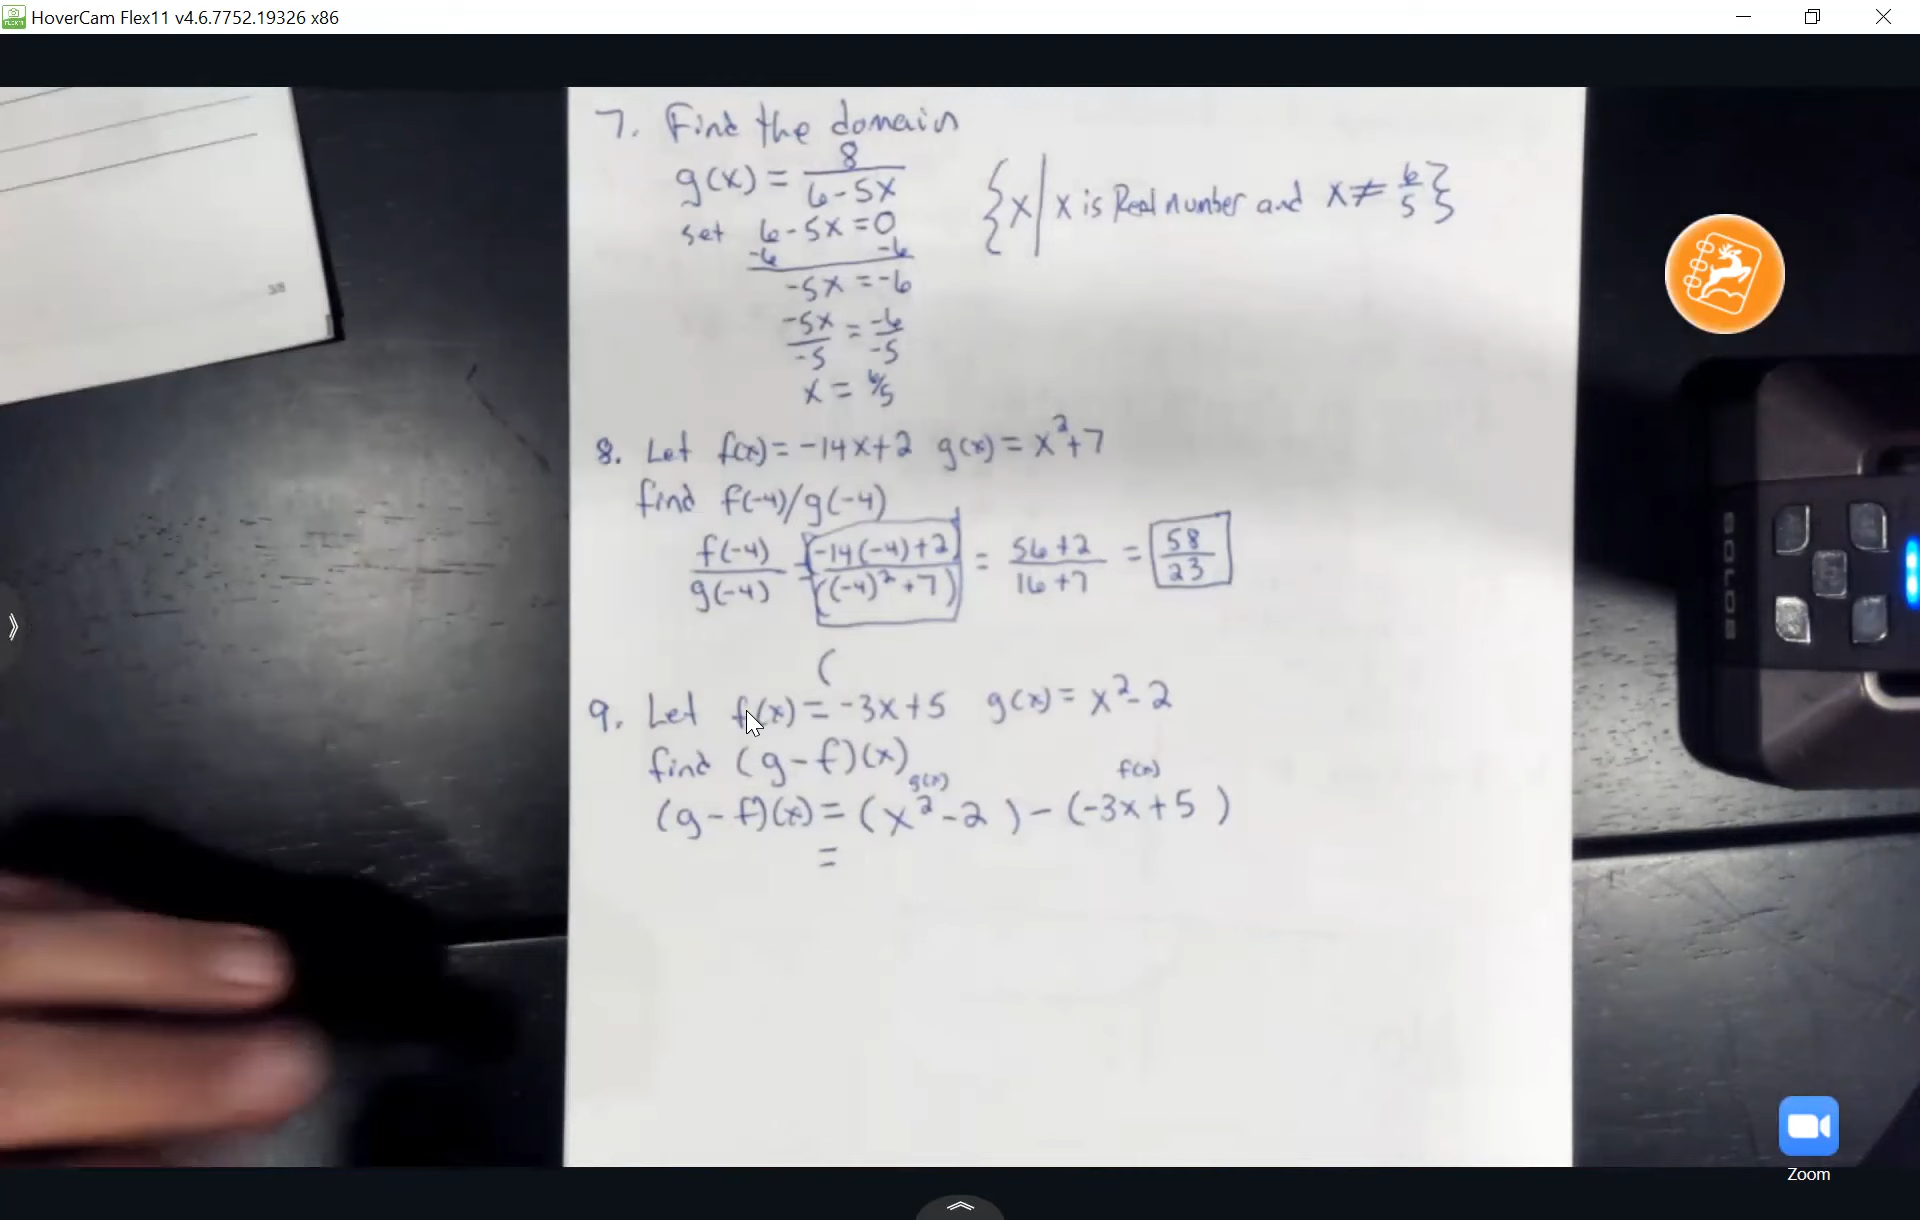 HoverCam Flex11 v4.6.7752.19326 x86
7. Find the domain
g(x) = 8/(6-5x) {x | x is Real number and x ≠ 6/5}
set 6-5x=0
-6 -6
-5x = -6
-5x/-5 = -6/-5
x = 6/5
8. Let f(x) = -14x+2 g(x) = x²+7
find f(-4)/g(-4)
f(-4)/g(-4) = (-14(-4)+2)/((-4)²+7) = (56+2)/(16+7) = 58/23
(
9. Let f(x) = -3x+5 g(x) = x²-2
find (g-f)(x)
g(x) f(x)
(g-f)(x) = (x²-2) - (-3x+5)
=
38
SOLO8
Zoom